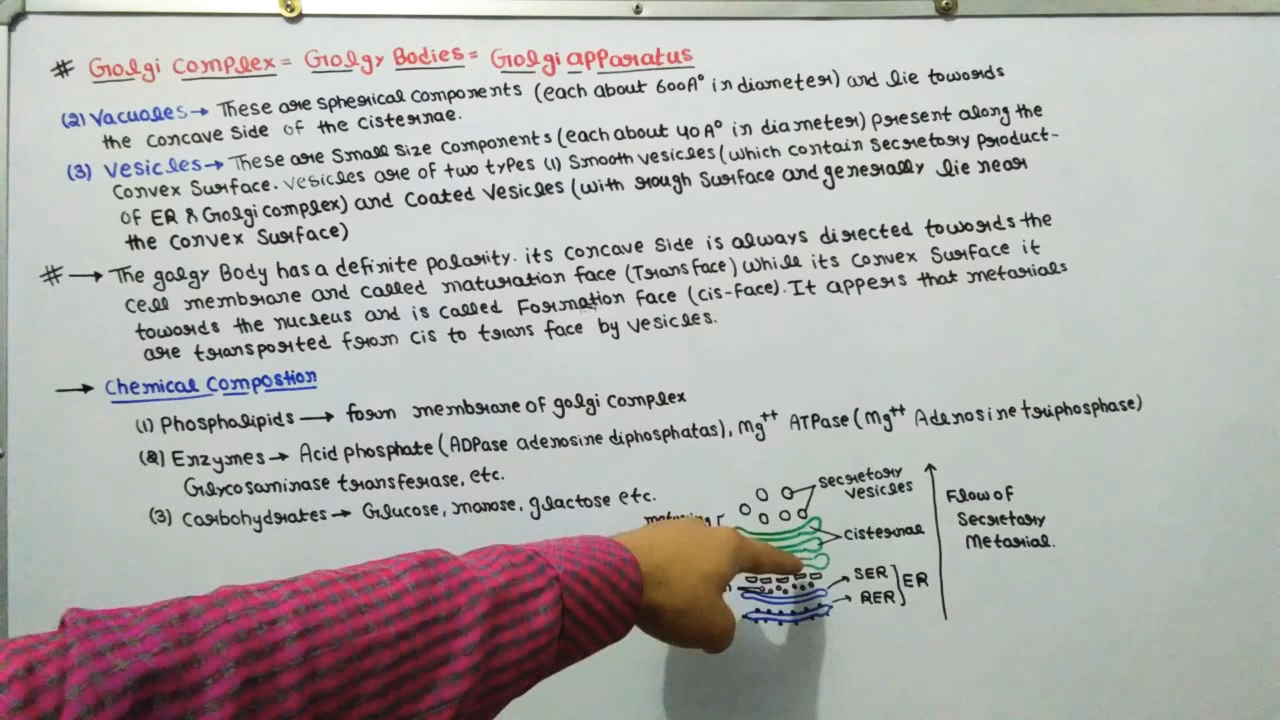 # Golgi Complex = Golgy Bodies = Golgi apparatus
(2) Vacuoles → These are spherical components (each about 600A° in diameter) and lie towards
the concave side of the cisternae.
(3) Vesicles → These are small size components (each about 40A° in diameter) present along the
convex surface. Vesicles are of two types (1) smooth vesicles (which contain secretory product-
of ER & Golgi complex) and coated vesicles (with rough surface and generally lie near
the convex surface)
# → The golgy Body has a definite polarity. its concave side is always directed towards the
cell membrane and called maturation face (Trans face) while its convex surface it
towards the nucleus and is called Formation face (cis-face). It appers that metarials
are transported from cis to trans face by vesicles.
→ Chemical Compostion
(1) Phospholipids → form membrane of golgi complex
(2) Enzymes → Acid phosphate (ADPase adenosine diphosphatas), Mg++ ATPase (Mg++ Adenosine triphosphase)
Glycosaminase transferase, etc.
(3) Carbohydrates → Glucose, manose, glactose etc.
secretory
vesicles
maturing
cisternae
SER
RER
ER
Flow of
Secretary
Metarial.